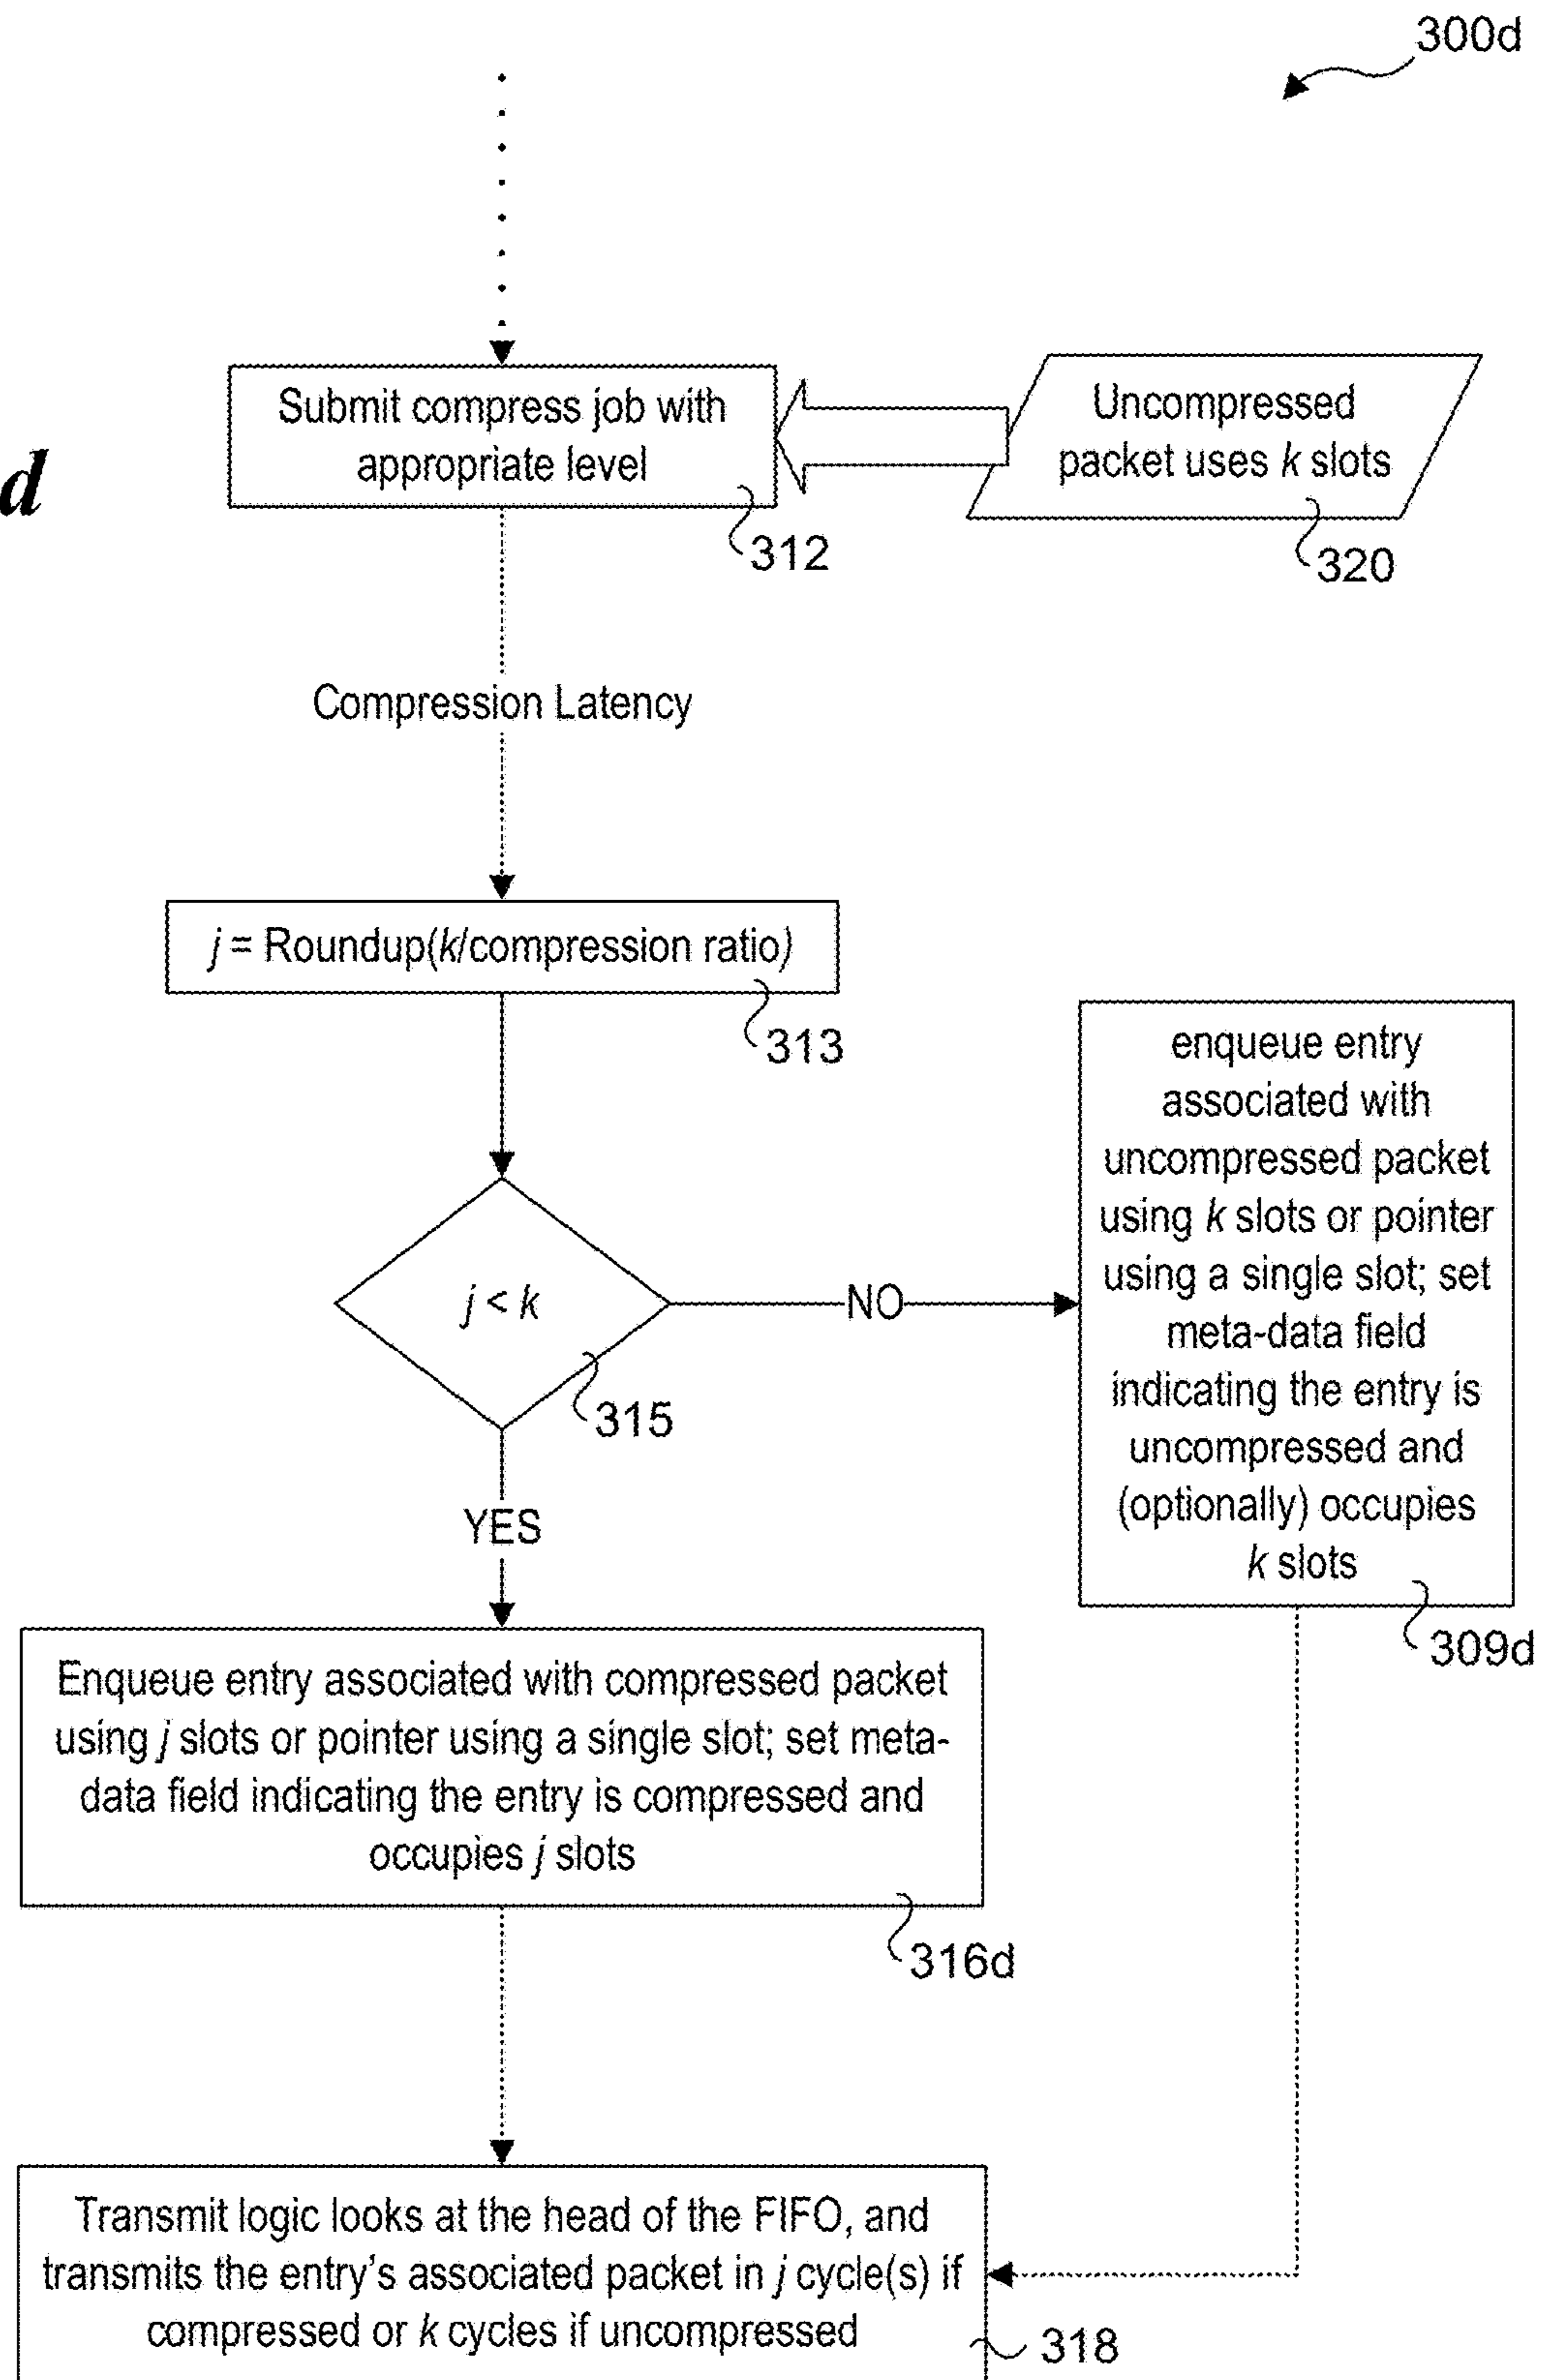 300d
Submit compress job with
appropriate level
312
Uncompressed
packet uses k slots
320
d
Compression Latency
j = Roundup(k/compression ratio)
313
j < k
315
NO
YES
enqueue entry
associated with
uncompressed packet
using k slots or pointer
using a single slot; set
meta-data field
indicating the entry is
uncompressed and
(optionally) occupies
k slots
309d
Enqueue entry associated with compressed packet
using j slots or pointer using a single slot; set meta-
data field indicating the entry is compressed and
occupies j slots
316d
Transmit logic looks at the head of the FIFO, and
transmits the entry's associated packet in j cycle(s) if
compressed or k cycles if uncompressed
318